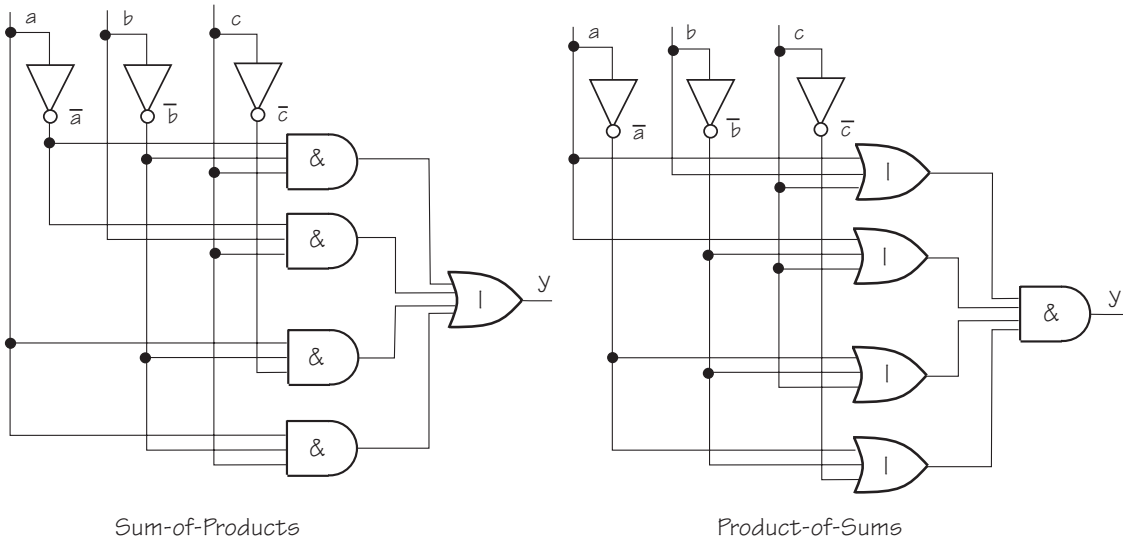 a b c
a̅ b̅ c̅
&
&
&
&
|
y
Sum-of-Products
a b c
a̅ b̅ c̅
|
|
|
|
&
y
Product-of-Sums